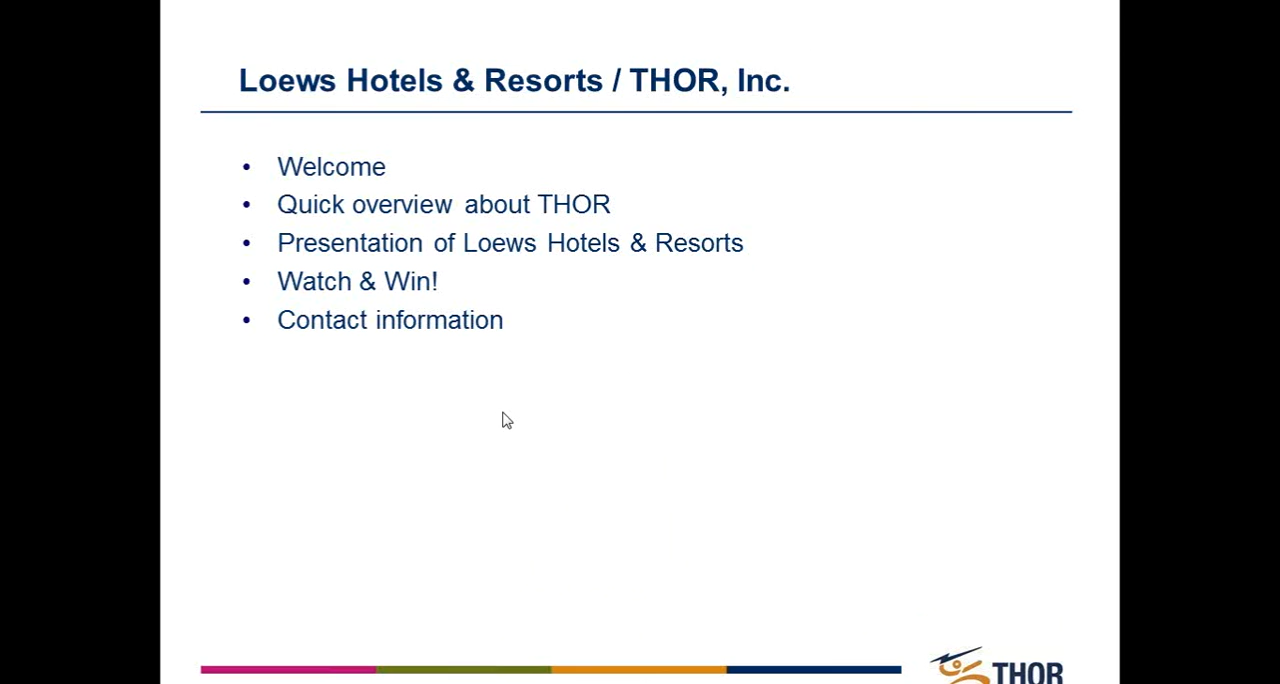 Loews Hotels & Resorts / THOR, Inc.
• Welcome
• Quick overview about THOR
• Presentation of Loews Hotels & Resorts
• Watch & Win!
• Contact information
THOR